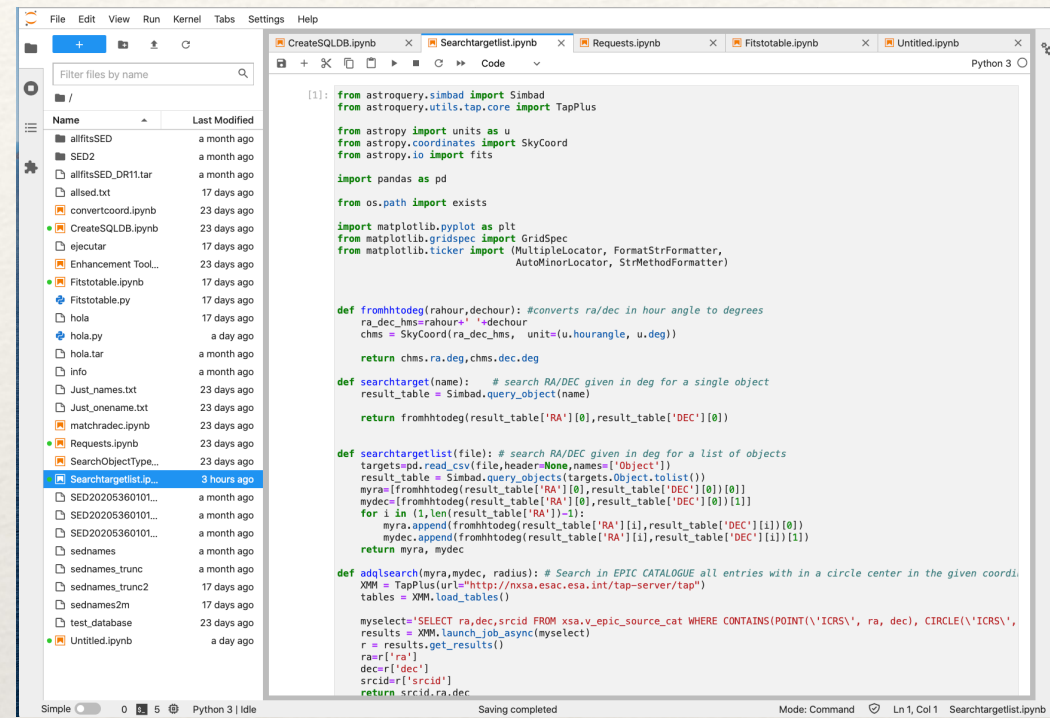 File Edit View Run Kernel Tabs Settings Help
CreateSQLDB.ipynb Searchtargetlist.ipynb Requests.ipynb Fitstotable.ipynb Untitled.ipynb
Code Python 3
Filter files by name
/
Name Last Modified
allfitsSED a month ago
SED2 a month ago
allfitsSED_DR11.tar a month ago
allsed.txt 17 days ago
convertcoord.ipynb 23 days ago
CreateSQLDB.ipynb 23 days ago
ejecutar 17 days ago
Enhancement Tool... 23 days ago
Fitstotable.ipynb 17 days ago
Fitstotable.py 17 days ago
hola 17 days ago
hola.py a day ago
hola.tar a month ago
info a month ago
Just_names.txt 23 days ago
Just_onename.txt 23 days ago
matchradec.ipynb 23 days ago
Requests.ipynb 23 days ago
SearchObjectType... 23 days ago
Searchtargetlist.ip... 3 hours ago
SED20205360101... a month ago
SED20205360101... a month ago
SED20205360101... a month ago
sednames a month ago
sednames_trunc a month ago
sednames_trunc2 17 days ago
sednames2m 17 days ago
test_database 23 days ago
Untitled.ipynb a day ago
[1]: from astroquery.simbad import Simbad
from astroquery.utils.tap.core import TapPlus
from astropy import units as u
from astropy.coordinates import SkyCoord
from astropy.io import fits
import pandas as pd
from os.path import exists
import matplotlib.pyplot as plt
from matplotlib.gridspec import GridSpec
from matplotlib.ticker import (MultipleLocator, FormatStrFormatter,
AutoMinorLocator, StrMethodFormatter)
def fromhhtodeg(rahour,dechour): #converts ra/dec in hour angle to degrees
ra_dec_hms=rahour+' '+dechour
chms = SkyCoord(ra_dec_hms, unit=(u.hourangle, u.deg))
return chms.ra.deg,chms.dec.deg
def searchtarget(name): # search RA/DEC given in deg for a single object
result_table = Simbad.query_object(name)
return fromhhtodeg(result_table['RA'][0],result_table['DEC'][0])
def searchtargetlist(file): # search RA/DEC given in deg for a list of objects
targets=pd.read_csv(file,header=None,names=['Object'])
result_table = Simbad.query_objects(targets.Object.tolist())
myra=[fromhhtodeg(result_table['RA'][0],result_table['DEC'][0])[0]]
mydec=[fromhhtodeg(result_table['RA'][0],result_table['DEC'][0])[1]]
for i in (1,len(result_table['RA'])-1):
myra.append(fromhhtodeg(result_table['RA'][i],result_table['DEC'][i])[0])
mydec.append(fromhhtodeg(result_table['RA'][i],result_table['DEC'][i])[1])
return myra, mydec
def adqlsearch(myra,mydec, radius): # Search in EPIC CATALOGUE all entries with in a circle center in the given coordi
XMM = TapPlus(url="http://nxsa.esac.esa.int/tap-server/tap")
tables = XMM.load_tables()
myselect='SELECT ra,dec,srcid FROM xsa.v_epic_source_cat WHERE CONTAINS(POINT(\'ICRS\', ra, dec), CIRCLE(\'ICRS\',
results = XMM.launch_job_async(myselect)
r = results.get_results()
ra=r['ra']
dec=r['dec']
srcid=r['srcid']
return srcid,ra,dec
Simple 0 5 Python 3 | Idle Saving completed Mode: Command Ln 1, Col 1 Searchtargetlist.ipynb